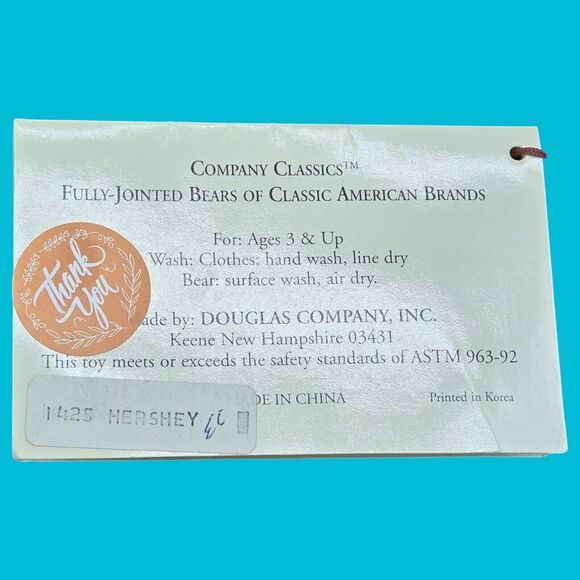 COMPANY CLASSICS™
FULLY-JOINTED BEARS OF CLASSIC AMERICAN BRANDS
For: Ages 3 & Up
Wash: Clothes: hand wash, line dry
Bear: surface wash, air dry.
Thank
You
by: DOUGLAS COMPANY, INC.
Keene New Hampshire 03431
This toy meets or exceeds the safety standards of ASTM 963-92
1425 HERSHEY
IN CHINA
Printed in Korea